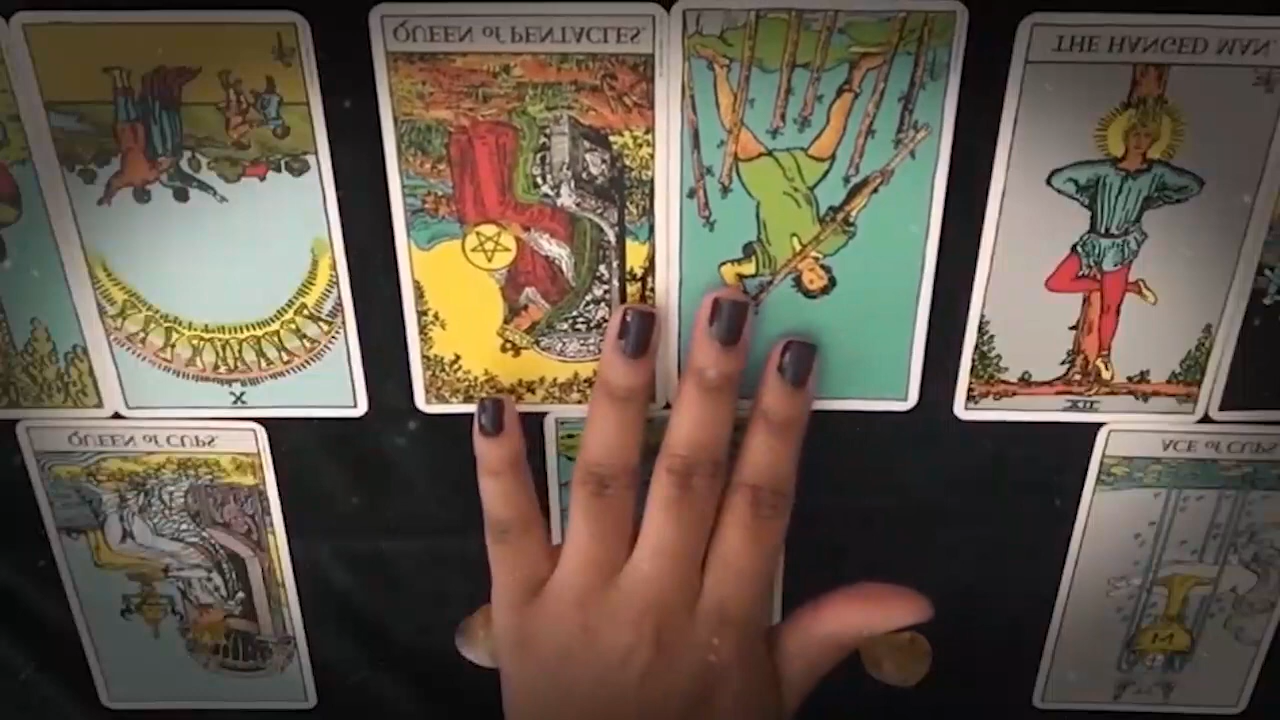 QUEEN of PENTACLES.
THE HANGED MAN
X
XII
QUEEN of CUPS.
ACE of CUPS